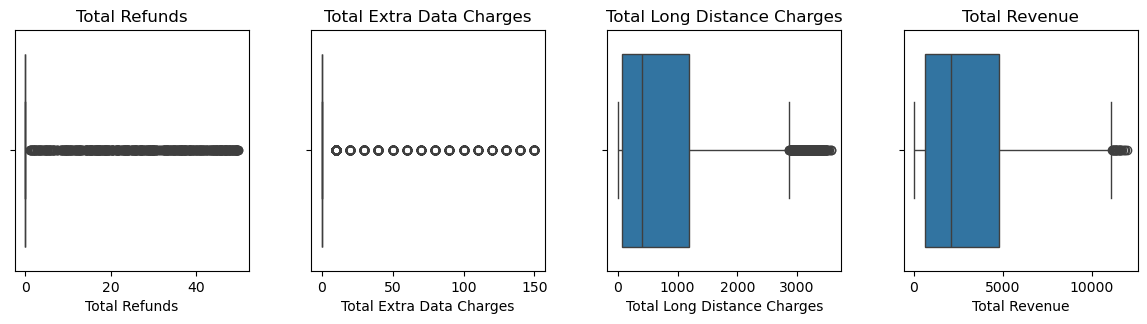 Total Refunds
Total Extra Data Charges
Total Long Distance Charges
Total Revenue
0 20 40
0 50 100 150
0 1000 2000 3000
0 5000 10000
Total Refunds
Total Extra Data Charges
Total Long Distance Charges
Total Revenue